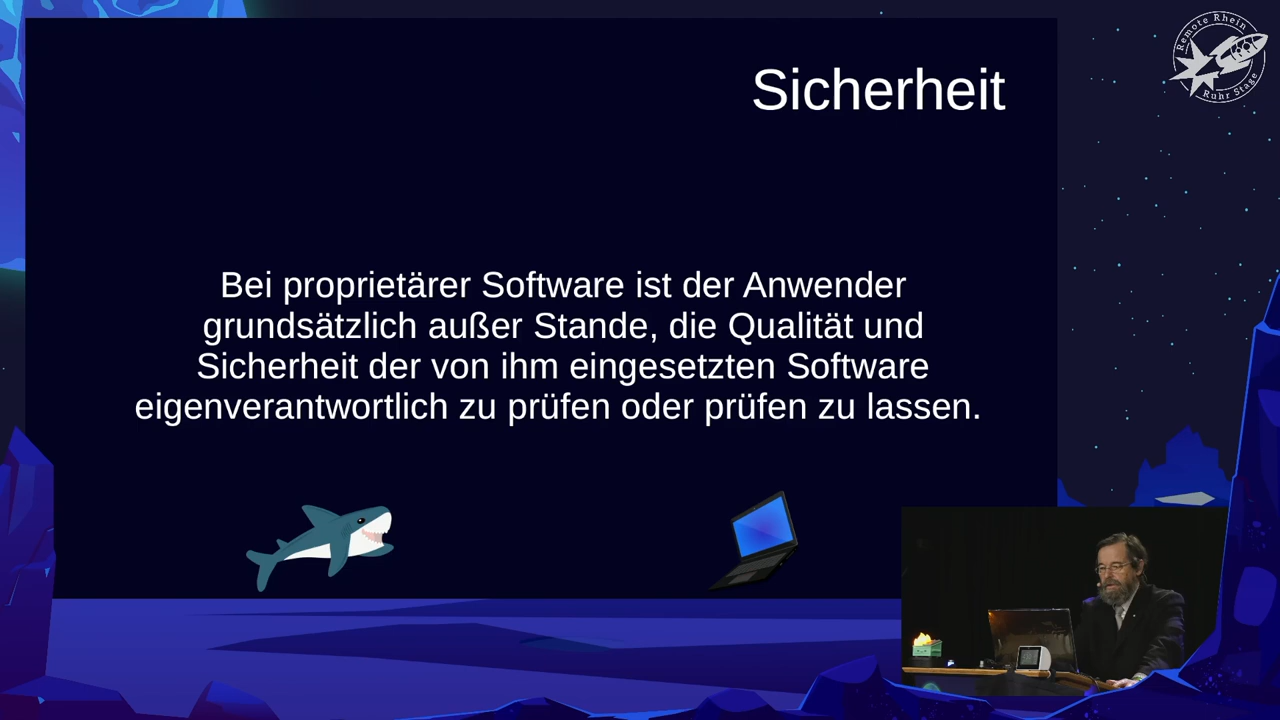 Sicherheit
Remote Rhein
Ruhr Stage
Bei proprietärer Software ist der Anwender
grundsätzlich außer Stande, die Qualität und
Sicherheit der von ihm eingesetzten Software
eigenverantwortlich zu prüfen oder prüfen zu lassen.